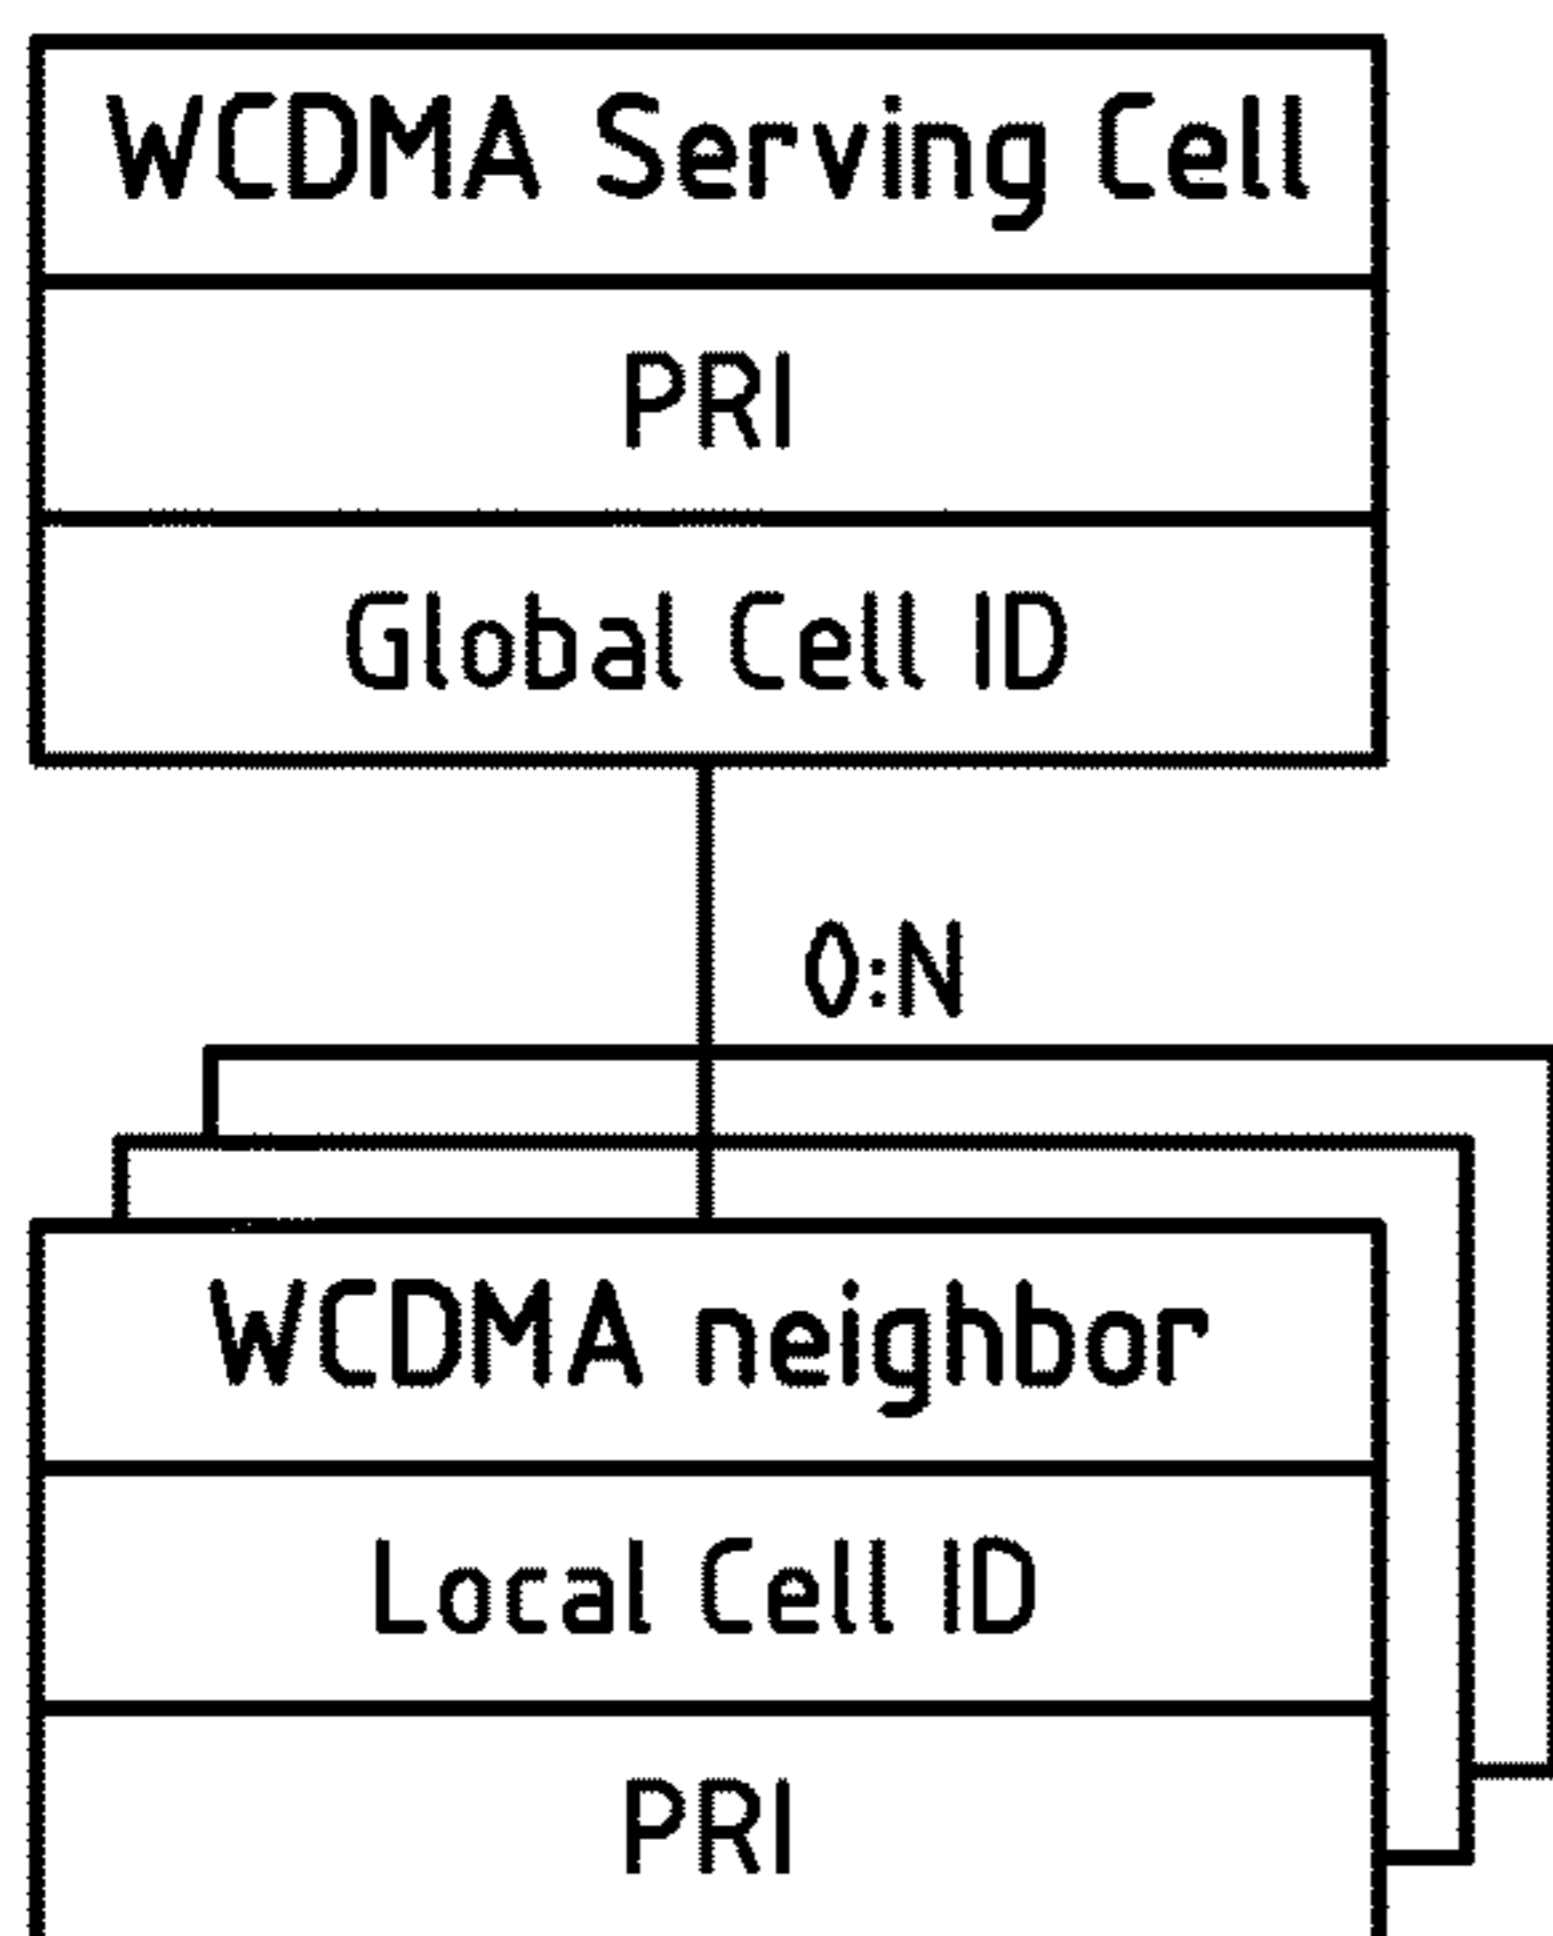 WCDMA Serving Cell
PRI
Global Cell ID
0:N
WCDMA neighbor
Local Cell ID
PRI